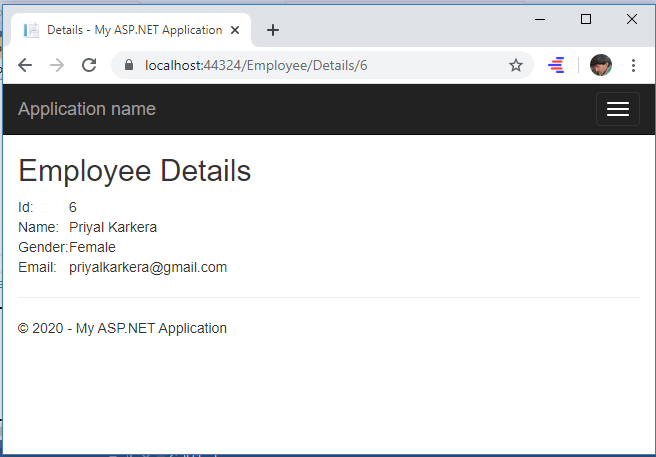 Details - My ASP.NET Application
localhost:44324/Employee/Details/6
Application name
Employee Details
Id: 6
Name: Priyal Karkera
Gender:Female
Email: priyalkarkera@gmail.com
© 2020 - My ASP.NET Application